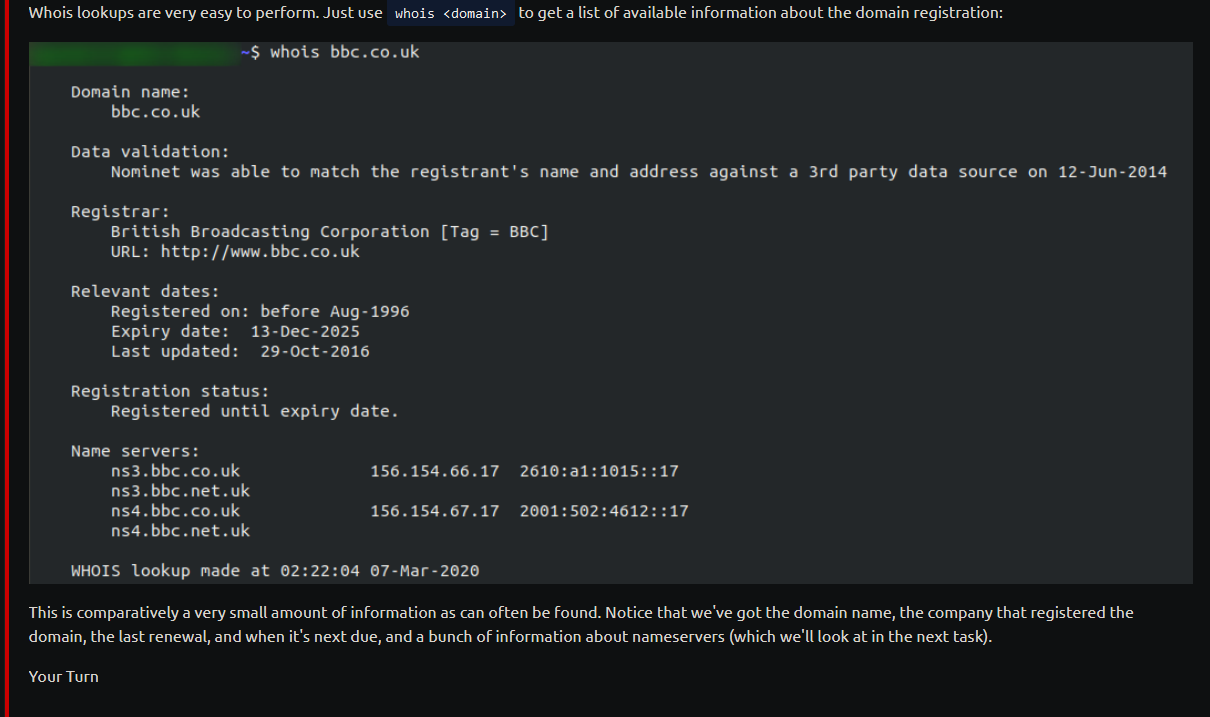 Whois lookups are very easy to perform. Just use whois <domain> to get a list of available information about the domain registration:
~$ whois bbc.co.uk
Domain name:
bbc.co.uk
Data validation:
Nominet was able to match the registrant's name and address against a 3rd party data source on 12-Jun-2014
Registrar:
British Broadcasting Corporation [Tag = BBC]
URL: http://www.bbc.co.uk
Relevant dates:
Registered on: before Aug-1996
Expiry date:  13-Dec-2025
Last updated:  29-Oct-2016
Registration status:
Registered until expiry date.
Name servers:
ns3.bbc.co.uk             156.154.66.17  2610:a1:1015::17
ns3.bbc.net.uk
ns4.bbc.co.uk             156.154.67.17  2001:502:4612::17
ns4.bbc.net.uk
WHOIS lookup made at 02:22:04 07-Mar-2020
This is comparatively a very small amount of information as can often be found. Notice that we've got the domain name, the company that registered the
domain, the last renewal, and when it's next due, and a bunch of information about nameservers (which we'll look at in the next task).
Your Turn